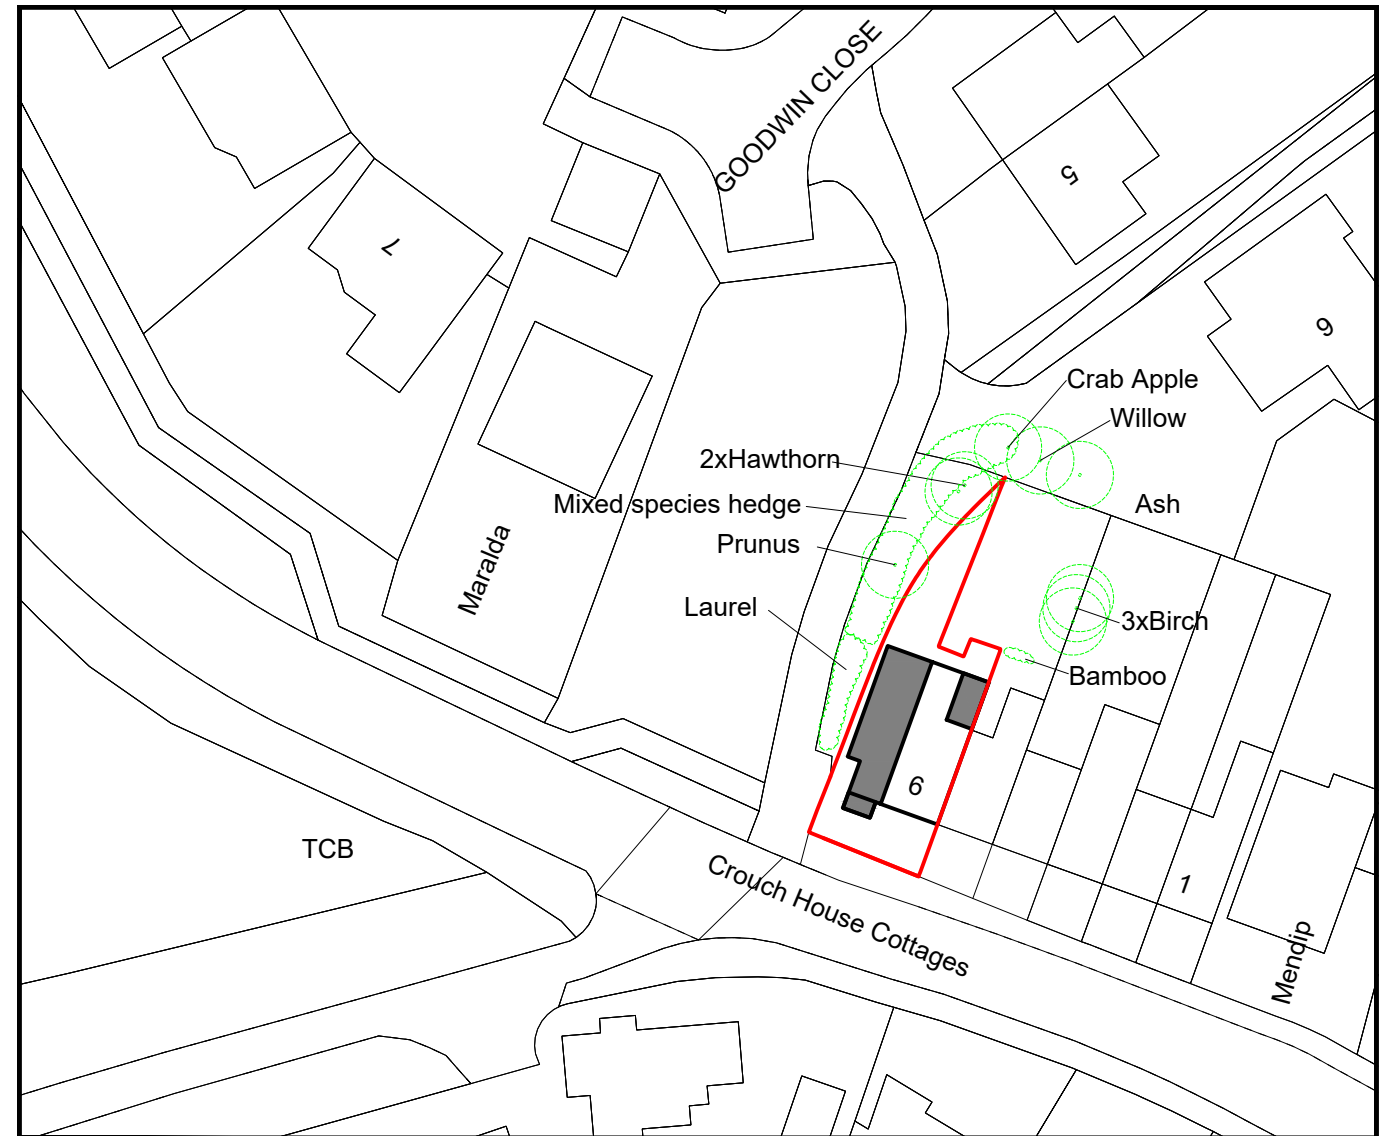 GOODWIN CLOSE
5
7
6
Crab Apple
Willow
2xHawthorn
Mixed species hedge
Ash
Prunus
Maralda
Laurel
3xBirch
Bamboo
6
TCB
Crouch House Cottages
1
Mendip